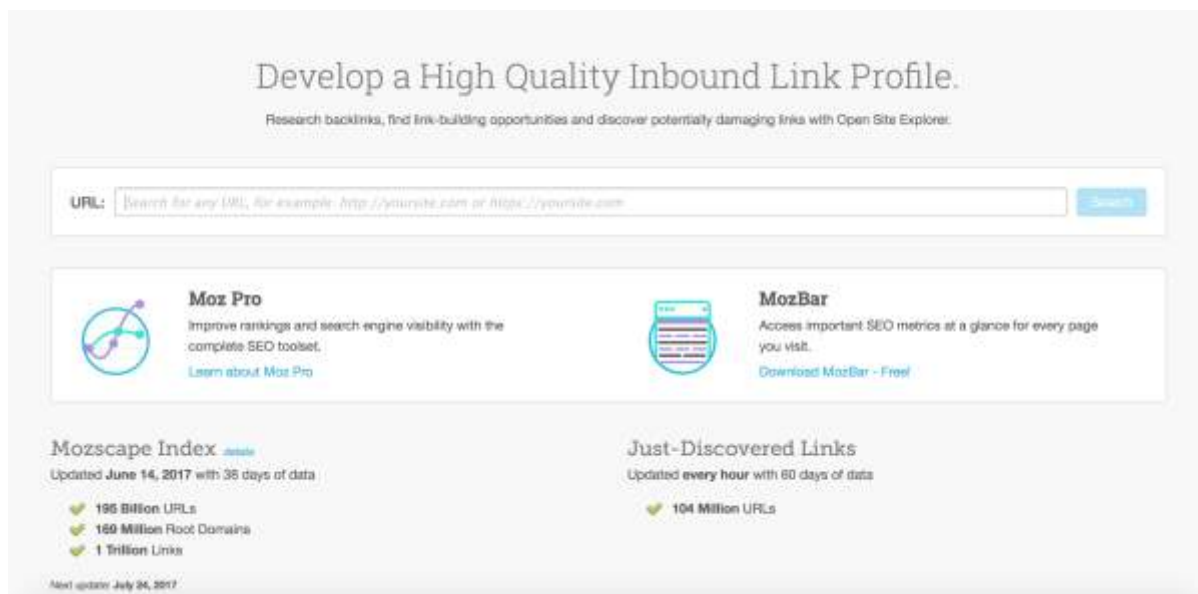 Develop a High Quality Inbound Link Profile.
Research backlinks, find link-building opportunities and discover potentially damaging links with Open Site Explorer.
URL:
Search for any URL, for example: http://yoursite.com or https://yoursite.com
Search
Moz Pro
Improve rankings and search engine visibility with the
complete SEO toolset.
Learn about Moz Pro
MozBar
Access important SEO metrics at a glance for every page
you visit.
Download MozBar - Free!
Mozscape Index details
Updated June 14, 2017 with 36 days of data
195 Billion URLs
169 Million Root Domains
1 Trillion Links
Next update: July 24, 2017
Just-Discovered Links
Updated every hour with 60 days of data
104 Million URLs